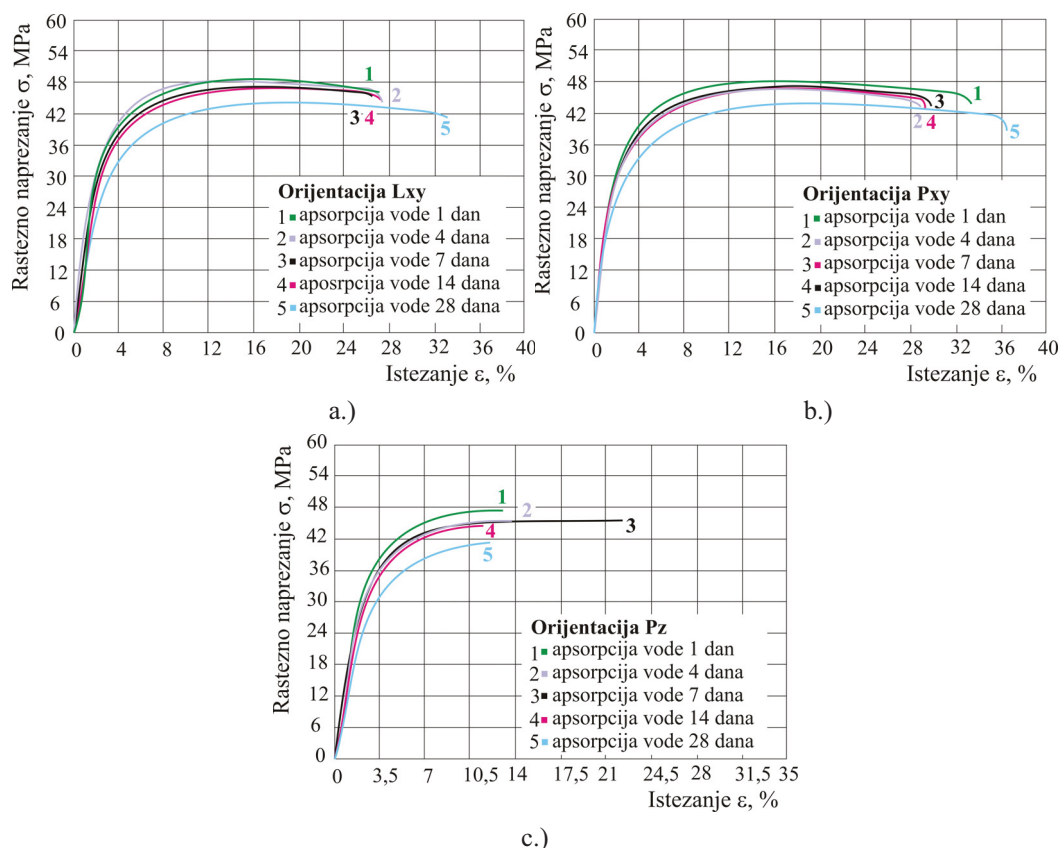 Rastezno naprezanje σ, MPa
60
54
48
42
36
30
24
18
12
6
0
1
2
3 4
5
Orijentacija Lxy
1 apsorpcija vode 1 dan
2 apsorpcija vode 4 dana
3 apsorpcija vode 7 dana
4 aposrpcija vode 14 dana
5 apsorpcija vode 28 dana
0 4 8 12 16 20 24 28 32 36 40
Istezanje ε, %
a.)
Rastezno naprezanje σ, MPa
60
54
48
42
36
30
24
18
12
6
0
1
3
2 4
5
Orijentacija Pxy
1 apsorpcija vode 1 dan
2 apsorpcija vode 4 dana
3 apsorpcija vode 7 dana
4 apsorpcija vode 14 dana
5 apsorpcija vode 28 dana
0 4 8 12 16 20 24 28 32 36 40
Istezanje ε, %
b.)
Rastezno naprezanje σ, MPa
60
54
48
42
36
30
24
18
12
6
0
1
2
3
4
5
Orijentacija Pz
1 apsorpcija vode 1 dan
2 apsorpcija vode 4 dana
3 apsorpcija vode 7 dana
4 apsorpcija vode 14 dana
5 apsorpcija vode 28 dana
0 3,5 7 10,5 14 17,5 21 24,5 28 31,5 35
Istezanje ε, %
c.)